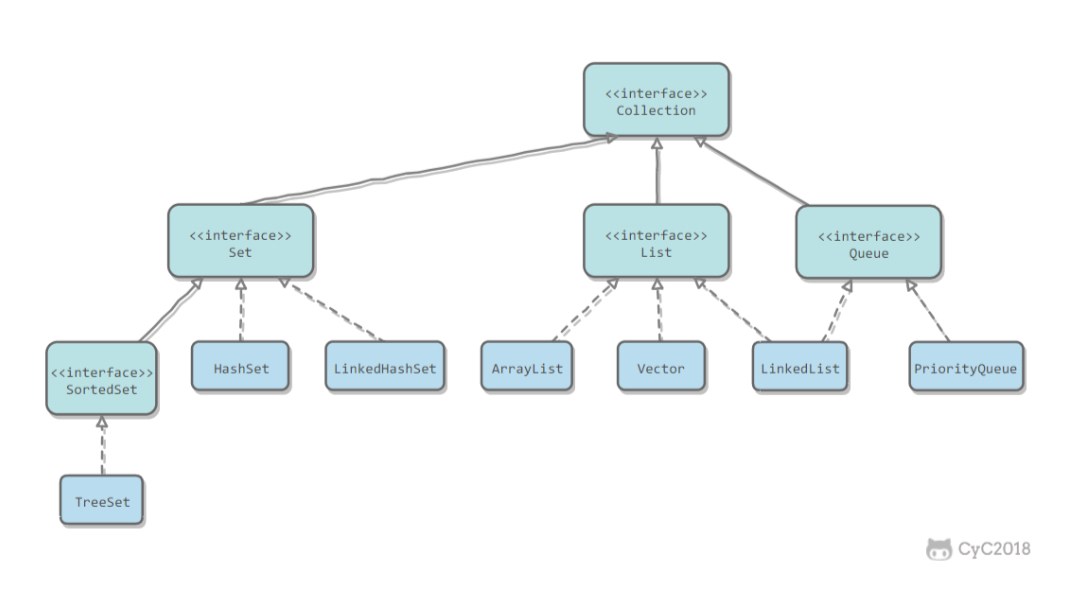 <<interface>>
Collection
<<interface>>
Set
<<interface>>
List
<<interface>>
Queue
<<interface>>
SortedSet
HashSet
LinkedHashSet
ArrayList
Vector
LinkedList
PriorityQueue
TreeSet
CyC2018